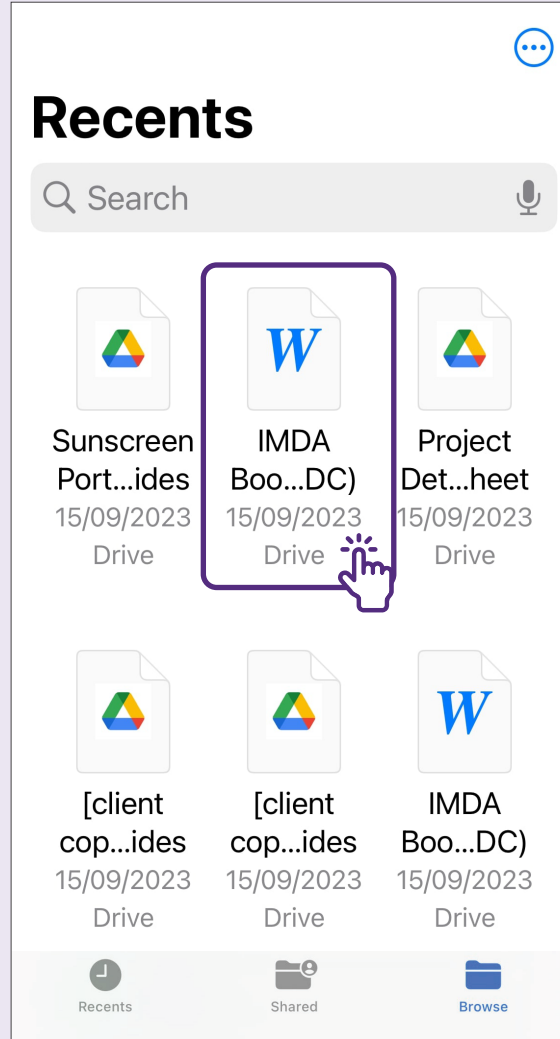 Recents
Search
Sunscreen
Port...ides
15/09/2023
Drive
W
IMDA
Boo...DC)
15/09/2023
Drive
Project
Det...heet
15/09/2023
Drive
[client
cop...ides
15/09/2023
Drive
[client
cop...ides
15/09/2023
Drive
W
IMDA
Boo...DC)
15/09/2023
Drive
Recents
Shared
Browse